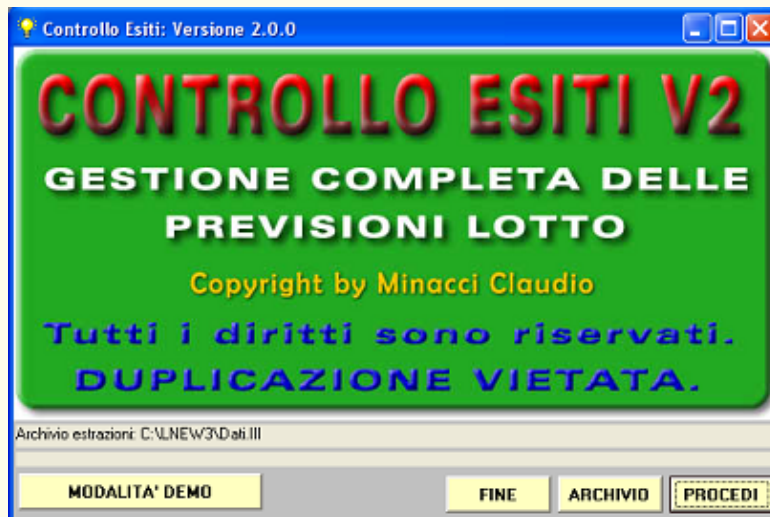 Controllo Esiti: Versione 2.0.0
CONTROLLO ESITI V2
GESTIONE COMPLETA DELLE
PREVISIONI LOTTO
Copyright by Minacci Claudio
Tutti i diritti sono riservati.
DUPLICAZIONE VIETATA.
Archivio estrazioni: C:\LNEW3\Dati.III
MODALITA' DEMO
FINE
ARCHIVIO
PROCEDI